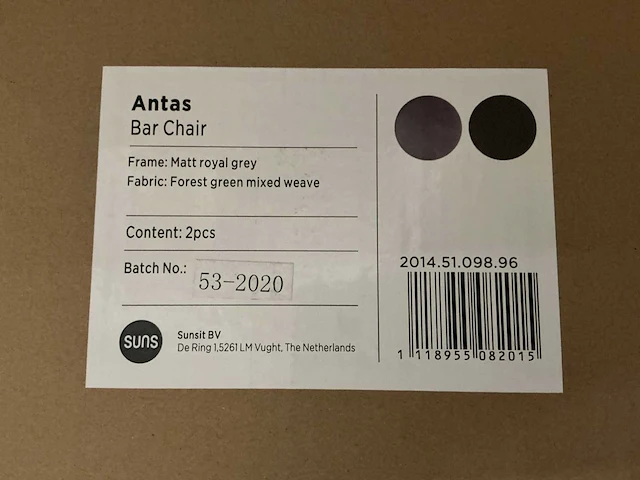 Antas
Bar Chair
Frame: Matt royal grey
Fabric: Forest green mixed weave
Content: 2pcs
Batch No.: 53-2020
suns
Sunsit BV
De Ring 1,5261 LM Vught, The Netherlands
2014.51.098.96
1 118955 082015